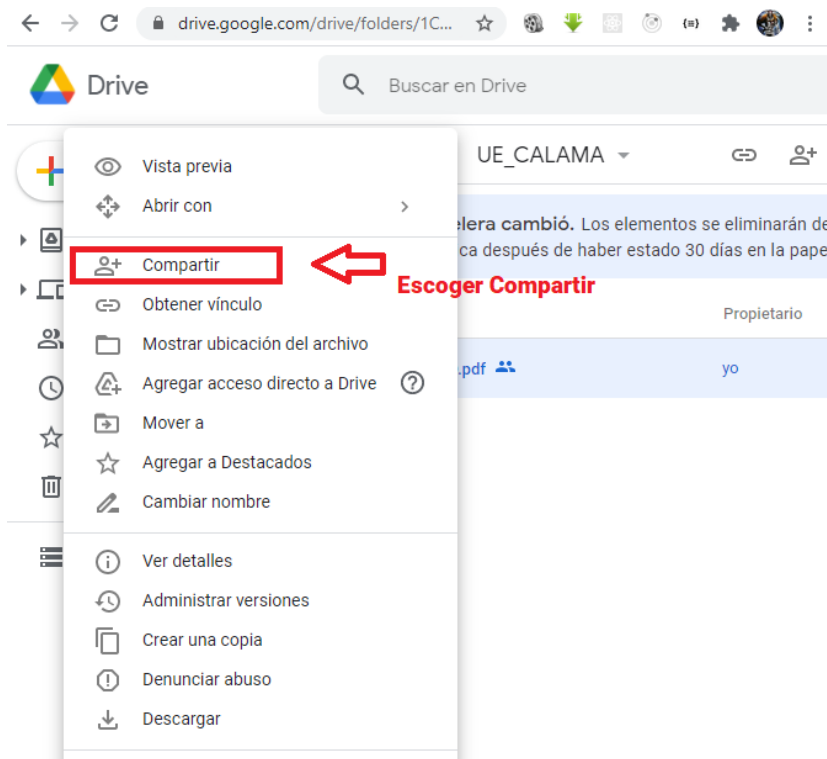 drive.google.com/drive/folders/1C...
Drive
Buscar en Drive
UE_CALAMA
Vista previa
Abrir con
elera cambió. Los elementos se eliminarán de
ca después de haber estado 30 días en la pape
Compartir
Escoger Compartir
Obtener vínculo
Propietario
Mostrar ubicación del archivo
.pdf
yo
Agregar acceso directo a Drive
Mover a
Agregar a Destacados
Cambiar nombre
Ver detalles
Administrar versiones
Crear una copia
Denunciar abuso
Descargar